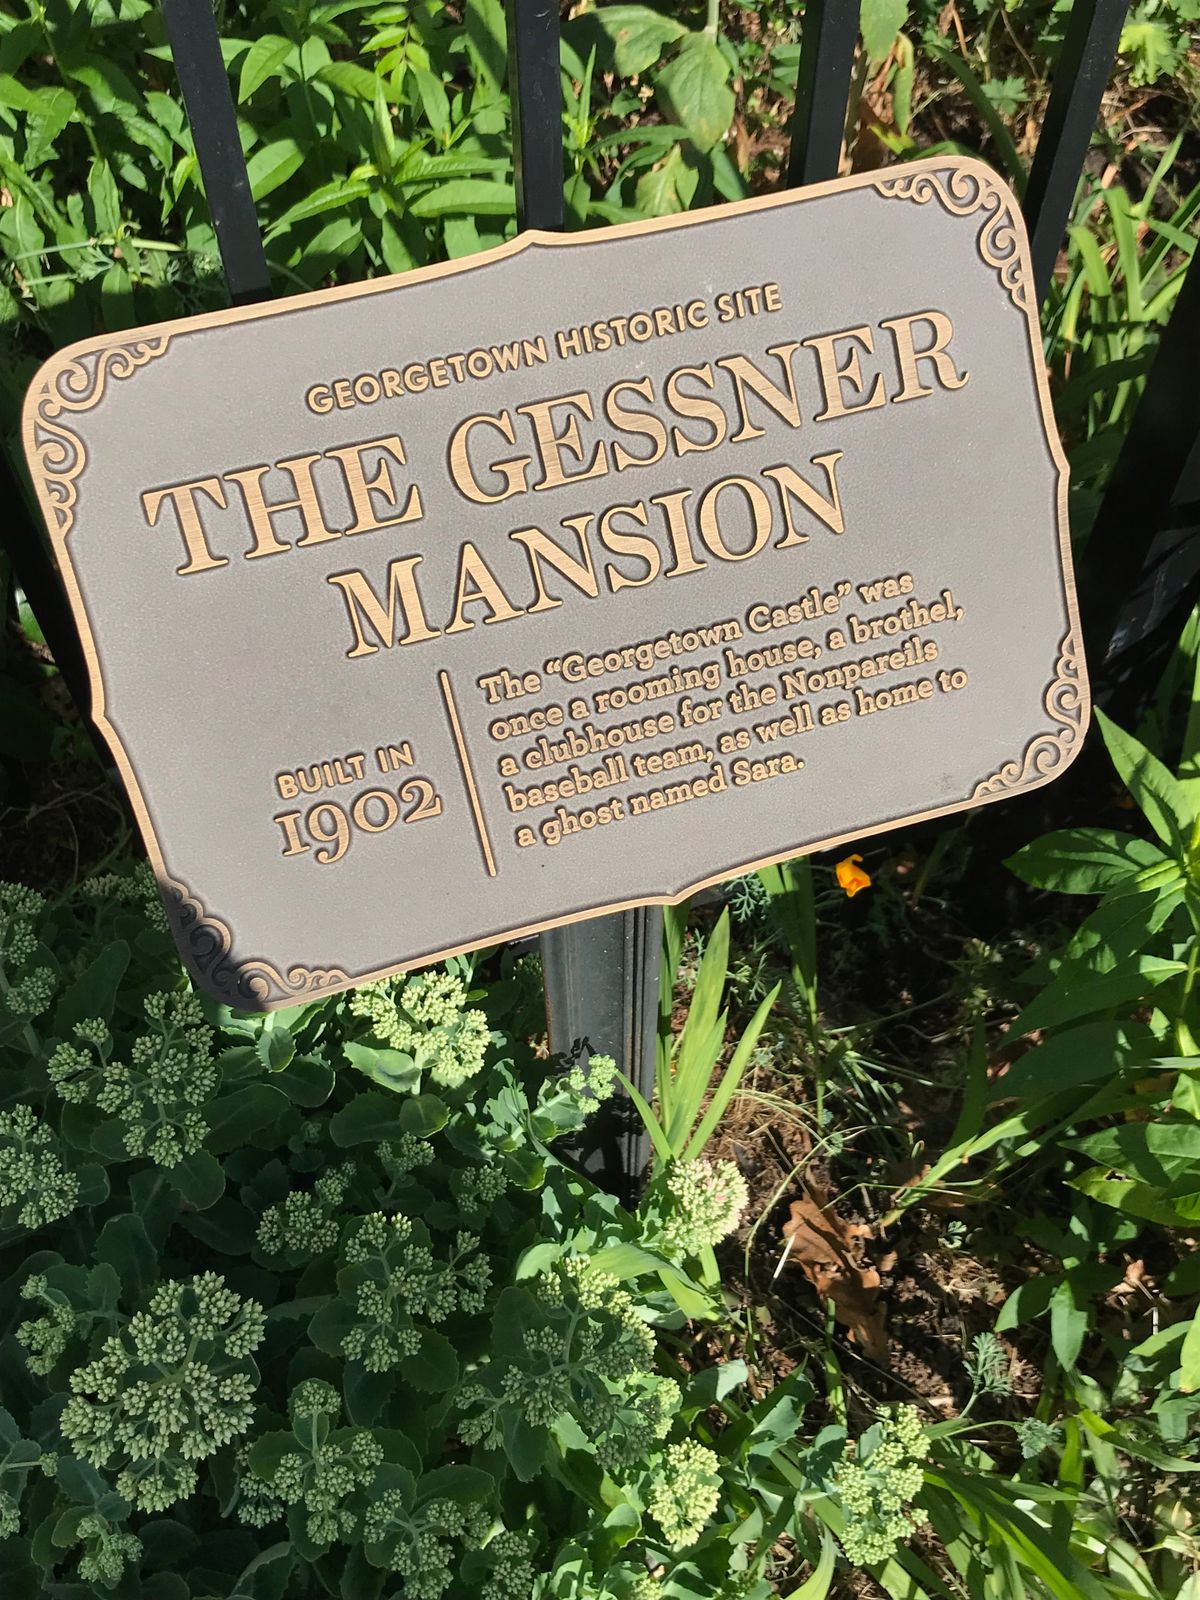 GEORGETOWN HISTORIC SITE
THE GESSNER
MANSION
BUILT IN
1902
The “Georgetown Castle” was
once a rooming house, a brothel,
a clubhouse for the Nonpareils
baseball team, as well as home to
a ghost named Sara.